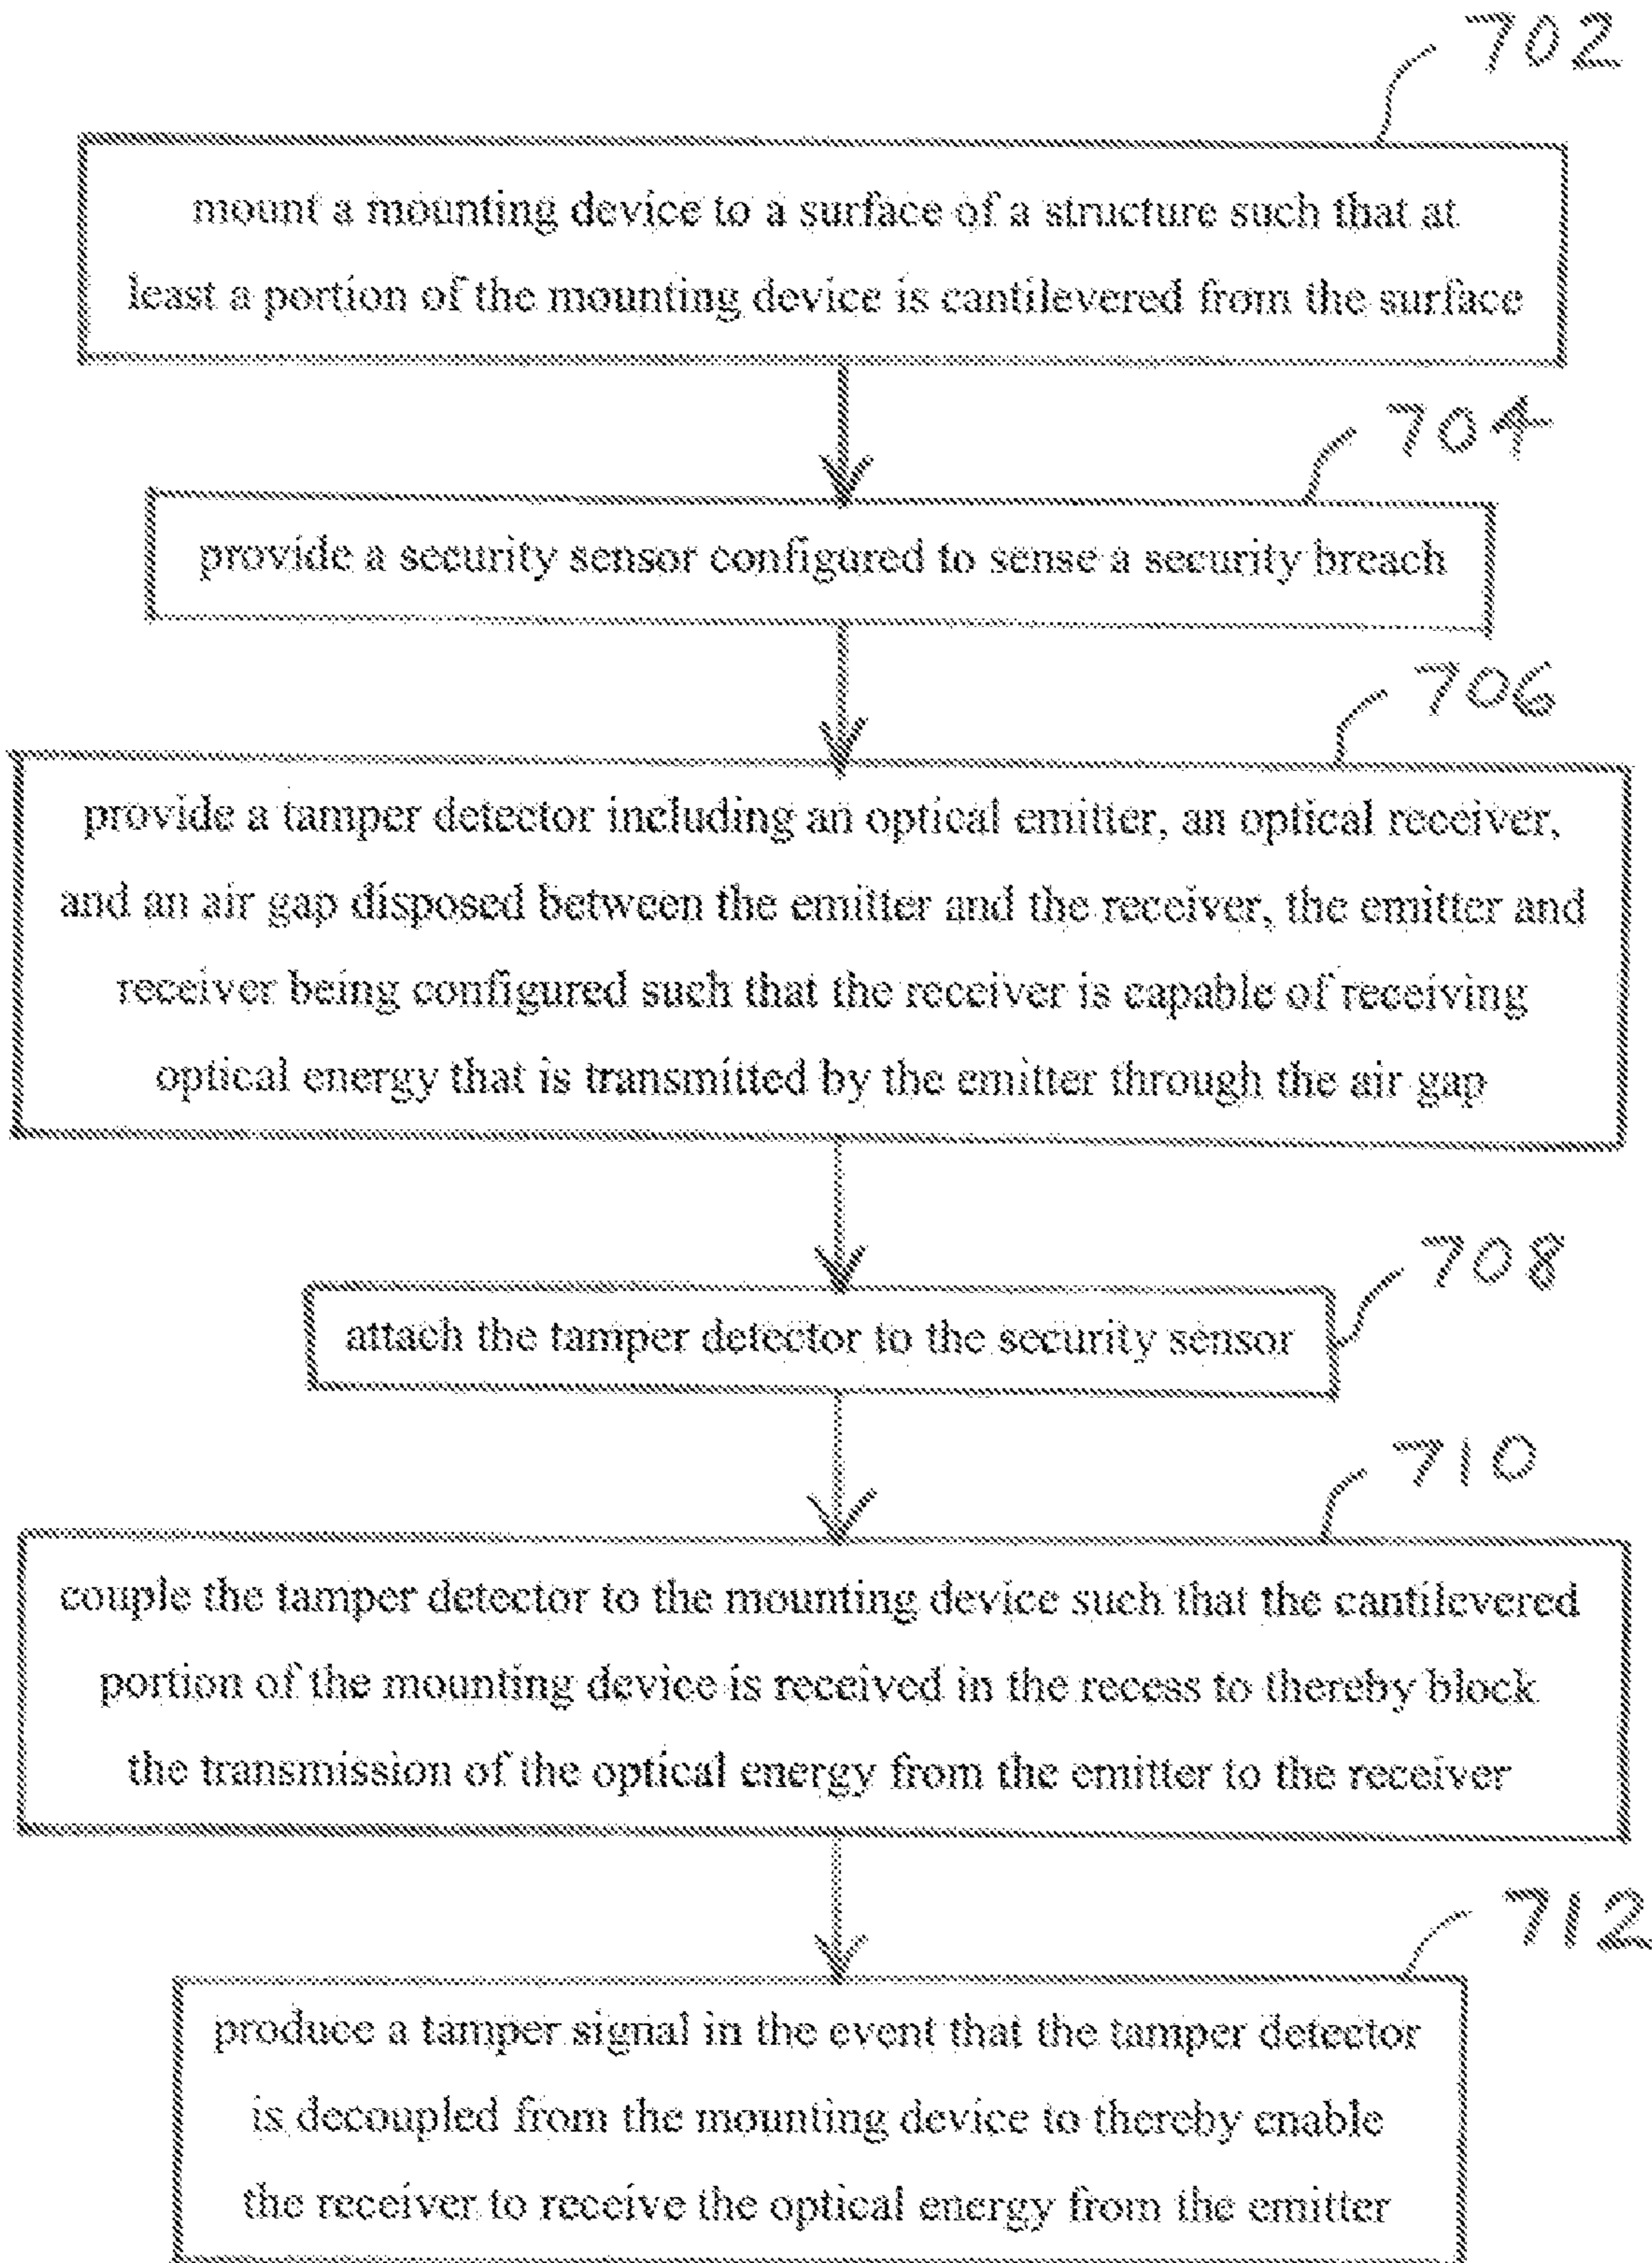 702
mount a mounting device to a surface of a structure such that at
least a portion of the mounting device is cantilevered from the surface
704
provide a security sensor configured to sense a security breach
706
provide a tamper detector including an optical emitter, an optical receiver,
and an air gap disposed between the emitter and the receiver, the emitter and
receiver being configured such that the receiver is capable of receiving
optical energy that is transmitted by the emitter through the air gap
708
attach the tamper detector to the security sensor
710
couple the tamper detector to the mounting device such that the cantilevered
portion of the mounting device is received in the recess to thereby block
the transmission of the optical energy from the emitter to the receiver
712
produce a tamper signal in the event that the tamper detector
is decoupled from the mounting device to thereby enable
the receiver to receive the optical energy from the emitter